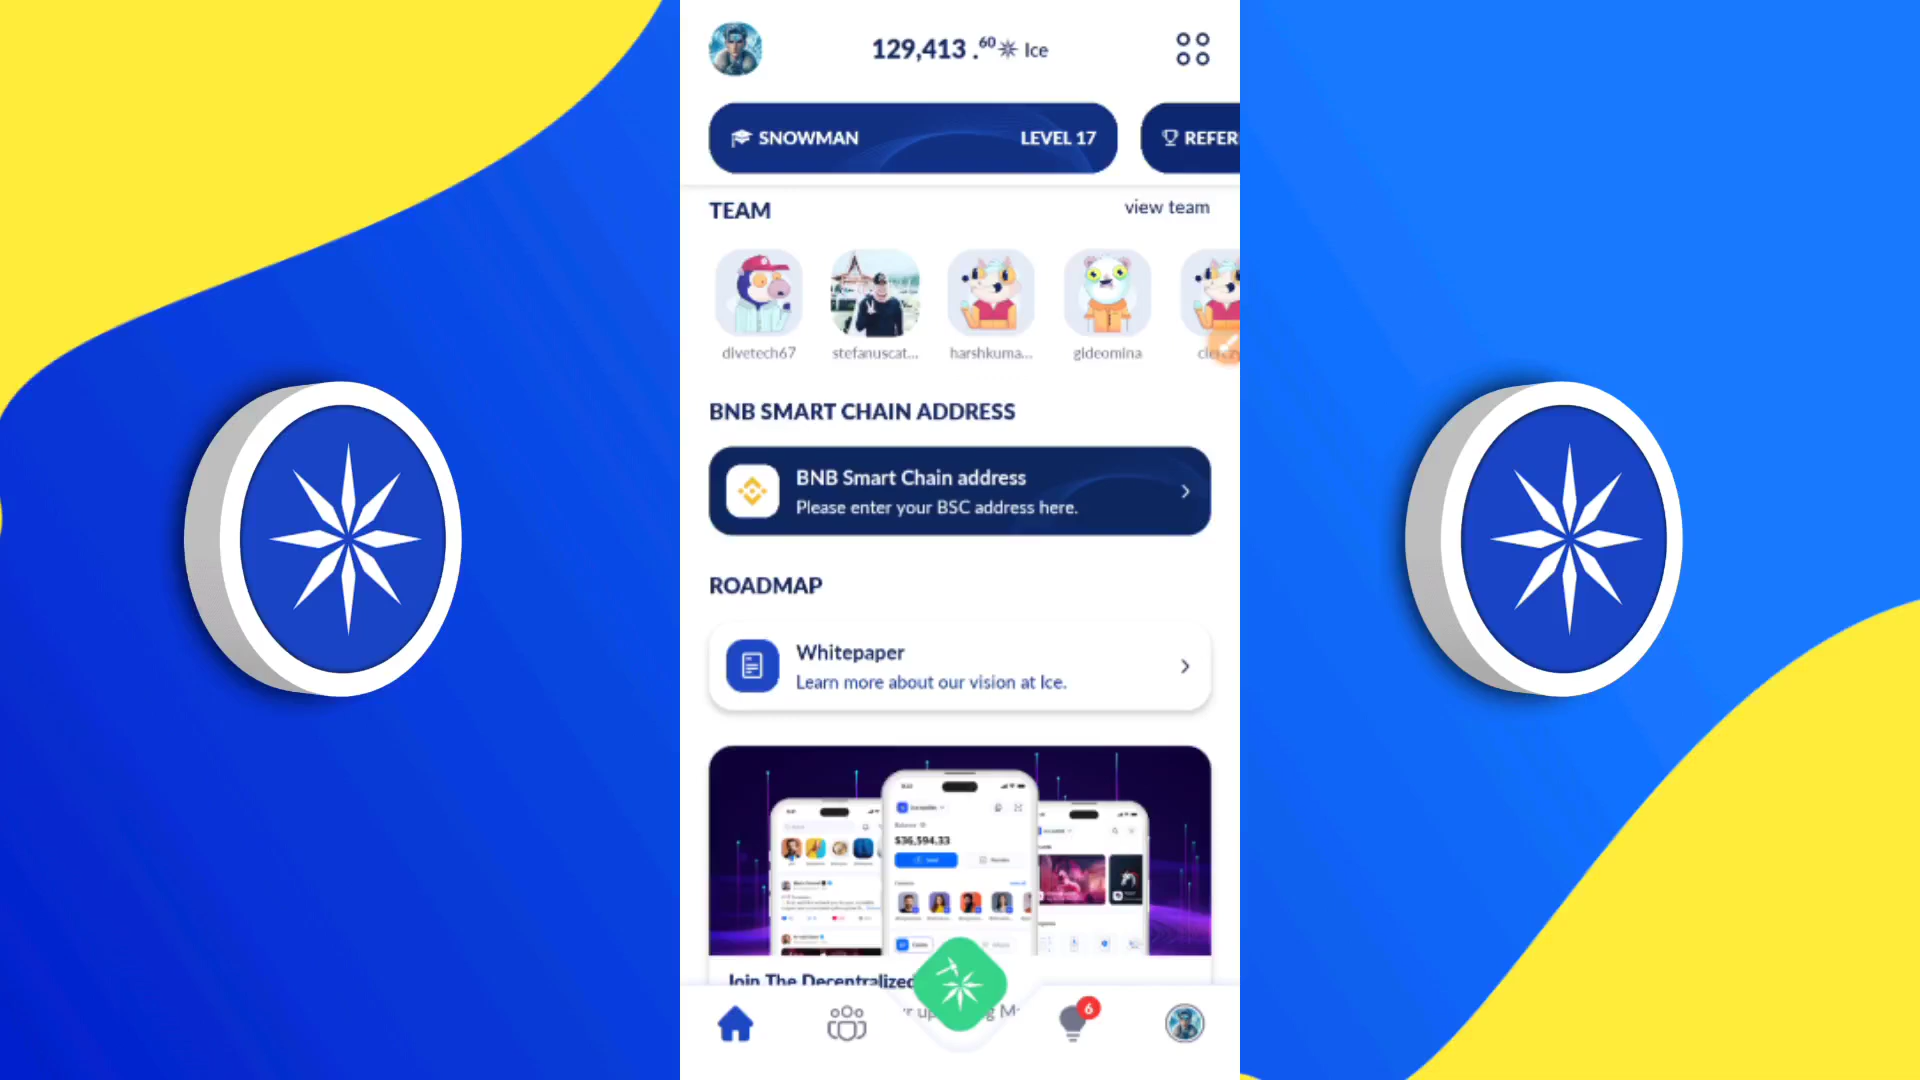 129,413 .60 Ice
SNOWMAN LEVEL 17
REFER
TEAM view team
dlvetech67 stefanuscat... harshkuma... gldeomina
BNB SMART CHAIN ADDRESS
BNB Smart Chain address
Please enter your BSC address here.
ROADMAP
Whitepaper
Learn more about our vision at Ice.
$36,594.33
Join The Decentralized
6